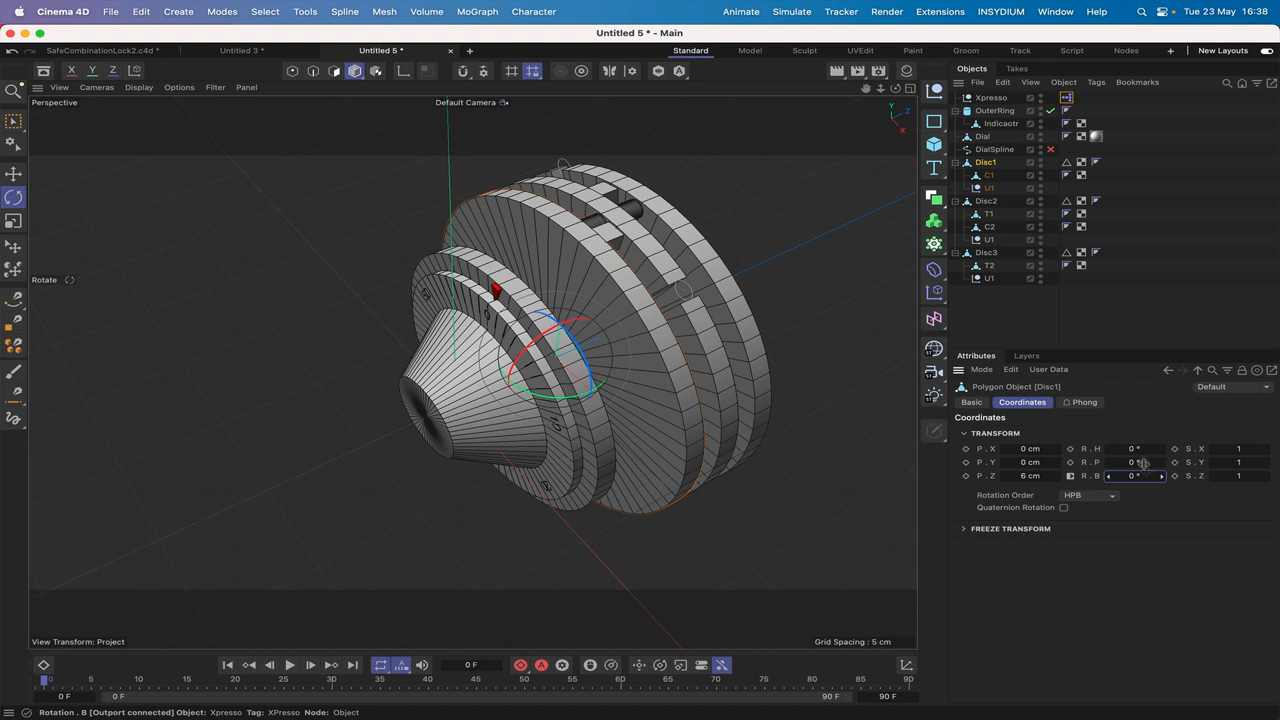 Cinema 4D File Edit Create Modes Select Tools Spline Mesh Volume MoGraph Character Animate Simulate Tracker Render Extensions INSYDIUM Window Help Tue 23 May 16:38
Untitled 5 * - Main
SafeCombinationLock2.c4d * Untitled 3 * Untitled 5 * Standard Model Sculpt UVEdit Paint Groom Track Script Nodes New Layouts
X Y Z
View Cameras Display Options Filter Panel
Perspective Default Camera
Y Z X
Rotate
0
10
View Transform: Project Grid Spacing : 5 cm
0 F
0 5 10 15 20 25 30 35 40 45 50 55 60 65 70 75 80 85 90
0 F 0 F 90 F 90 F
Rotation . B [Outport connected] Object: Xpresso Tag: XPresso Node: Object
Objects Takes
File Edit View Object Tags Bookmarks
Xpresso
OuterRing
Indicaotr
Dial
DialSpline
Disc1
C1
U1
Disc2
T1
C2
U1
Disc3
T2
U1
Attributes Layers
Mode Edit User Data
Polygon Object [Disc1] Default
Basic Coordinates Phong
Coordinates
TRANSFORM
P . X 0 cm R . H 0 ° S . X 1
P . Y 0 cm R . P 0 ° S . Y 1
P . Z 6 cm R . B 0 ° S . Z 1
Rotation Order HPB
Quaternion Rotation
FREEZE TRANSFORM